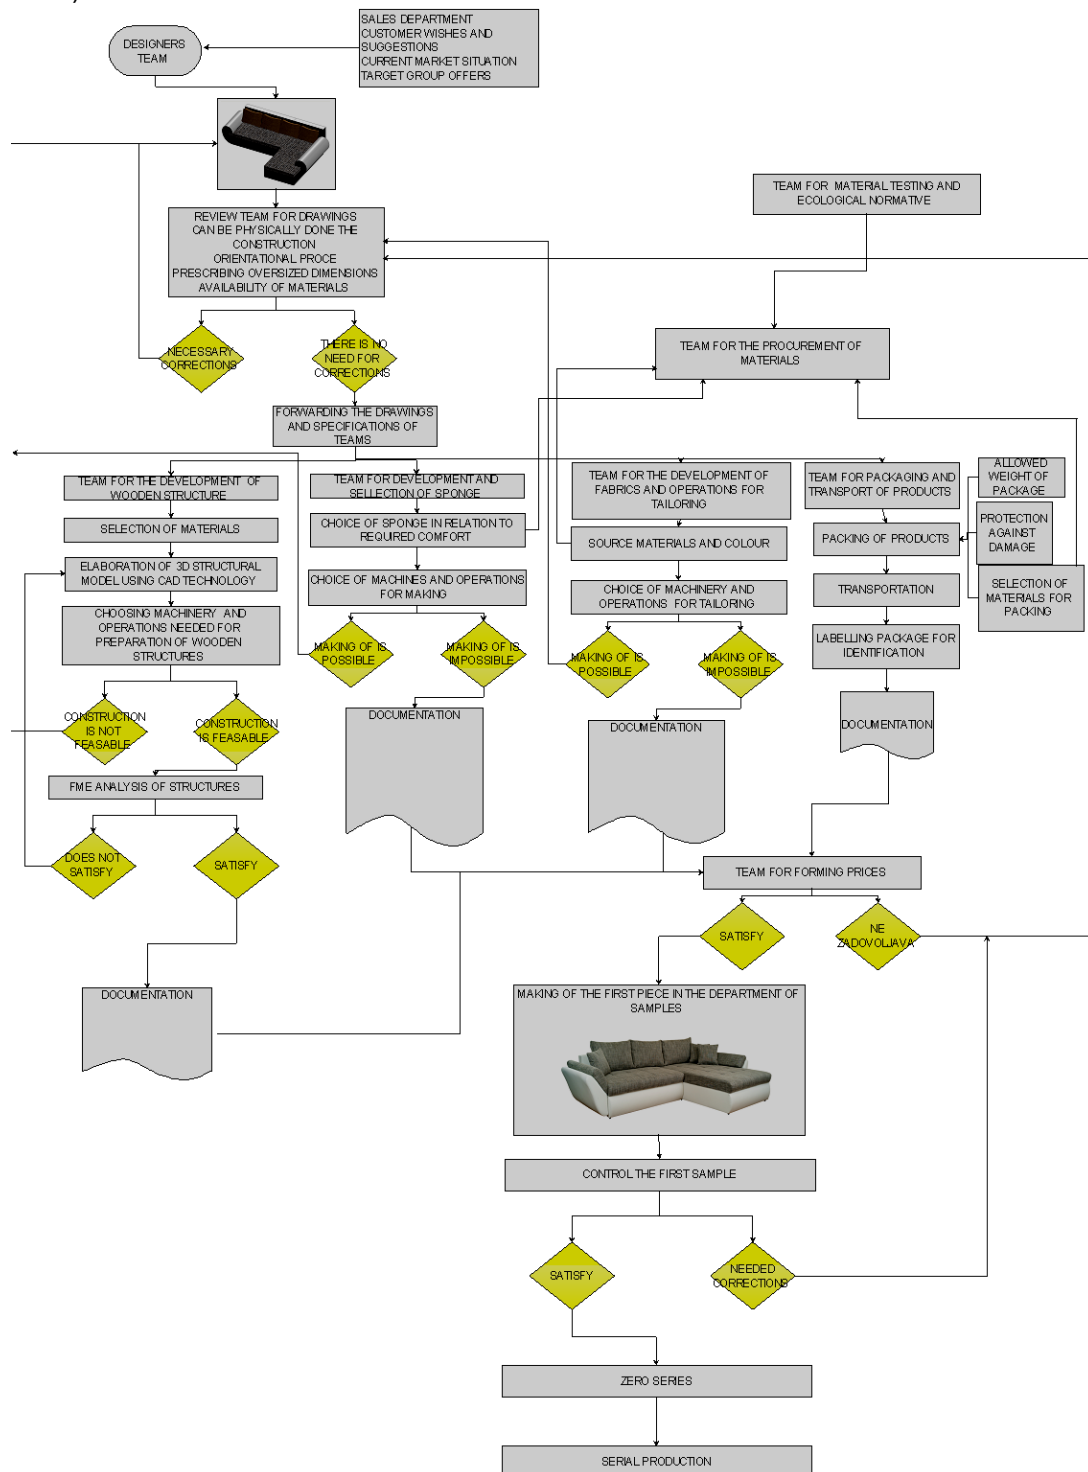 SALES DEPARTMENT
CUSTOMER WISHES AND
SUGGESTIONS
CURRENT MARKET SITUATION
TARGET GROUP OFFERS
DESIGNERS
TEAM
TEAM FOR MATERIAL TESTING AND
ECOLOGICAL NORMATIVE
REVIEW TEAM FOR DRAWINGS
CAN BE PHYSICALLY DONE THE
CONSTRUCTION
ORIENTATIONAL PROCE
PRESCRIBING OVERSIZED DIMENSIONS
AVAILABILITY OF MATERIALS
NECESSARY
CORRECTIONS
THERE IS NO
NEED FOR
CORRECTIONS
TEAM FOR THE PROCUREMENT OF
MATERIALS
FORWARDING THE DRAWINGS
AND SPECIFICATIONS OF
TEAMS
TEAM FOR THE DEVELOPMENT OF
WOODEN STRUCTURE
SELECTION OF MATERIALS
ELABORATION OF 3D STRUCTURAL
MODEL USING CAD TECHNOLOGY
CHOOSING MACHINERY AND
OPERATIONS NEEDED FOR
PREPARATION OF WOODEN
STRUCTURES
CONSTRUCTION
IS NOT
FEASABLE
CONSTRUCTION
IS FEASABLE
FME ANALYSIS OF STRUCTURES
DOES NOT
SATISFY
SATISFY
DOCUMENTATION
TEAM FOR DEVELOPMENT AND
SELLECTION OF SPONGE
CHOICE OF SPONGE IN RELATION TO
REQUIRED COMFORT
CHOICE OF MACHINES AND OPERATIONS
FOR MAKING
MAKING OF IS
POSSIBLE
MAKING OF IS
IMPOSSIBLE
DOCUMENTATION
TEAM FOR THE DEVELOPMENT OF
FABRICS AND OPERATIONS FOR
TAILORING
SOURCE MATERIALS AND COLOUR
CHOICE OF MACHINERY AND
OPERATIONS FOR TAILORING
MAKING OF IS
POSSIBLE
MAKING OF IS
IMPOSSIBLE
DOCUMENTATION
TEAM FOR PACKAGING AND
TRANSPORT OF PRODUCTS
PACKING OF PRODUCTS
TRANSPORTATION
LABELLING PACKAGE FOR
IDENTIFICATION
DOCUMENTATION
ALLOWED
WEIGHT OF
PACKAGE
PROTECTION
AGAINST
DAMAGE
SELECTION OF
MATERIALS FOR
PACKING
TEAM FOR FORMING PRICES
SATISFY
NE
ZADOVOLJAVA
MAKING OF THE FIRST PIECE IN THE DEPARTMENT OF
SAMPLES
CONTROL THE FIRST SAMPLE
SATISFY
NEEDED
CORRECTIONS
ZERO SERIES
SERIAL PRODUCTION